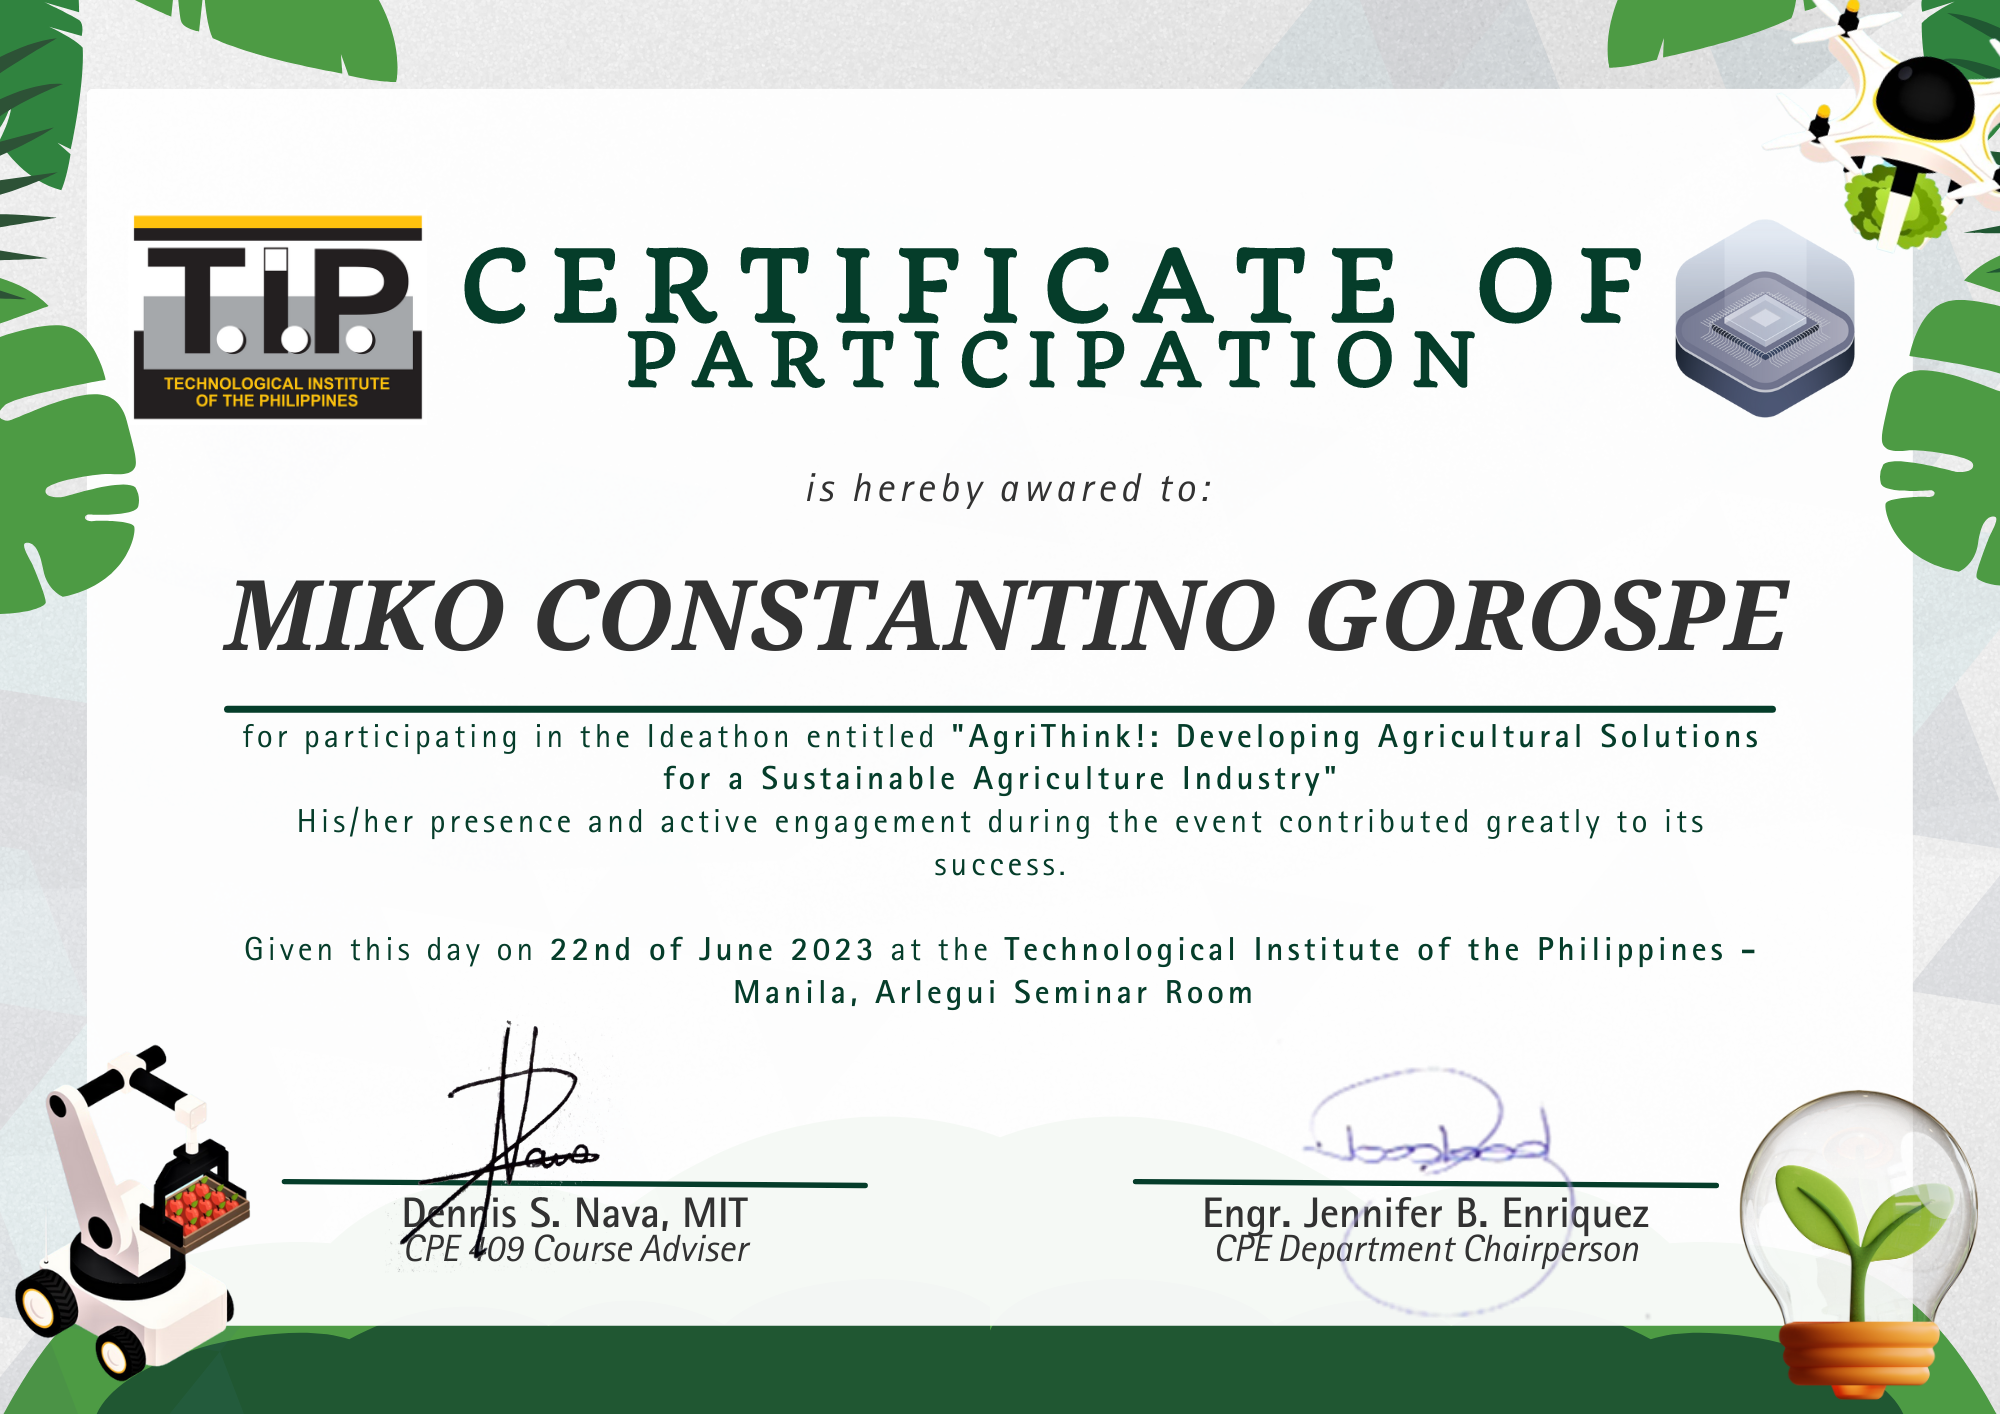 T.I.P.
TECHNOLOGICAL INSTITUTE
OF THE PHILIPPINES
CERTIFICATE OF
PARTICIPATION
is hereby awared to:
MIKO CONSTANTINO GOROSPE
for participating in the Ideathon entitled "AgriThink!: Developing Agricultural Solutions
for a Sustainable Agriculture Industry"
His/her presence and active engagement during the event contributed greatly to its
success.
Given this day on 22nd of June 2023 at the Technological Institute of the Philippines –
Manila, Arlegui Seminar Room
Nava
Dennis S. Nava, MIT
CPE 409 Course Adviser
Engr. Jennifer B. Enriquez
CPE Department Chairperson